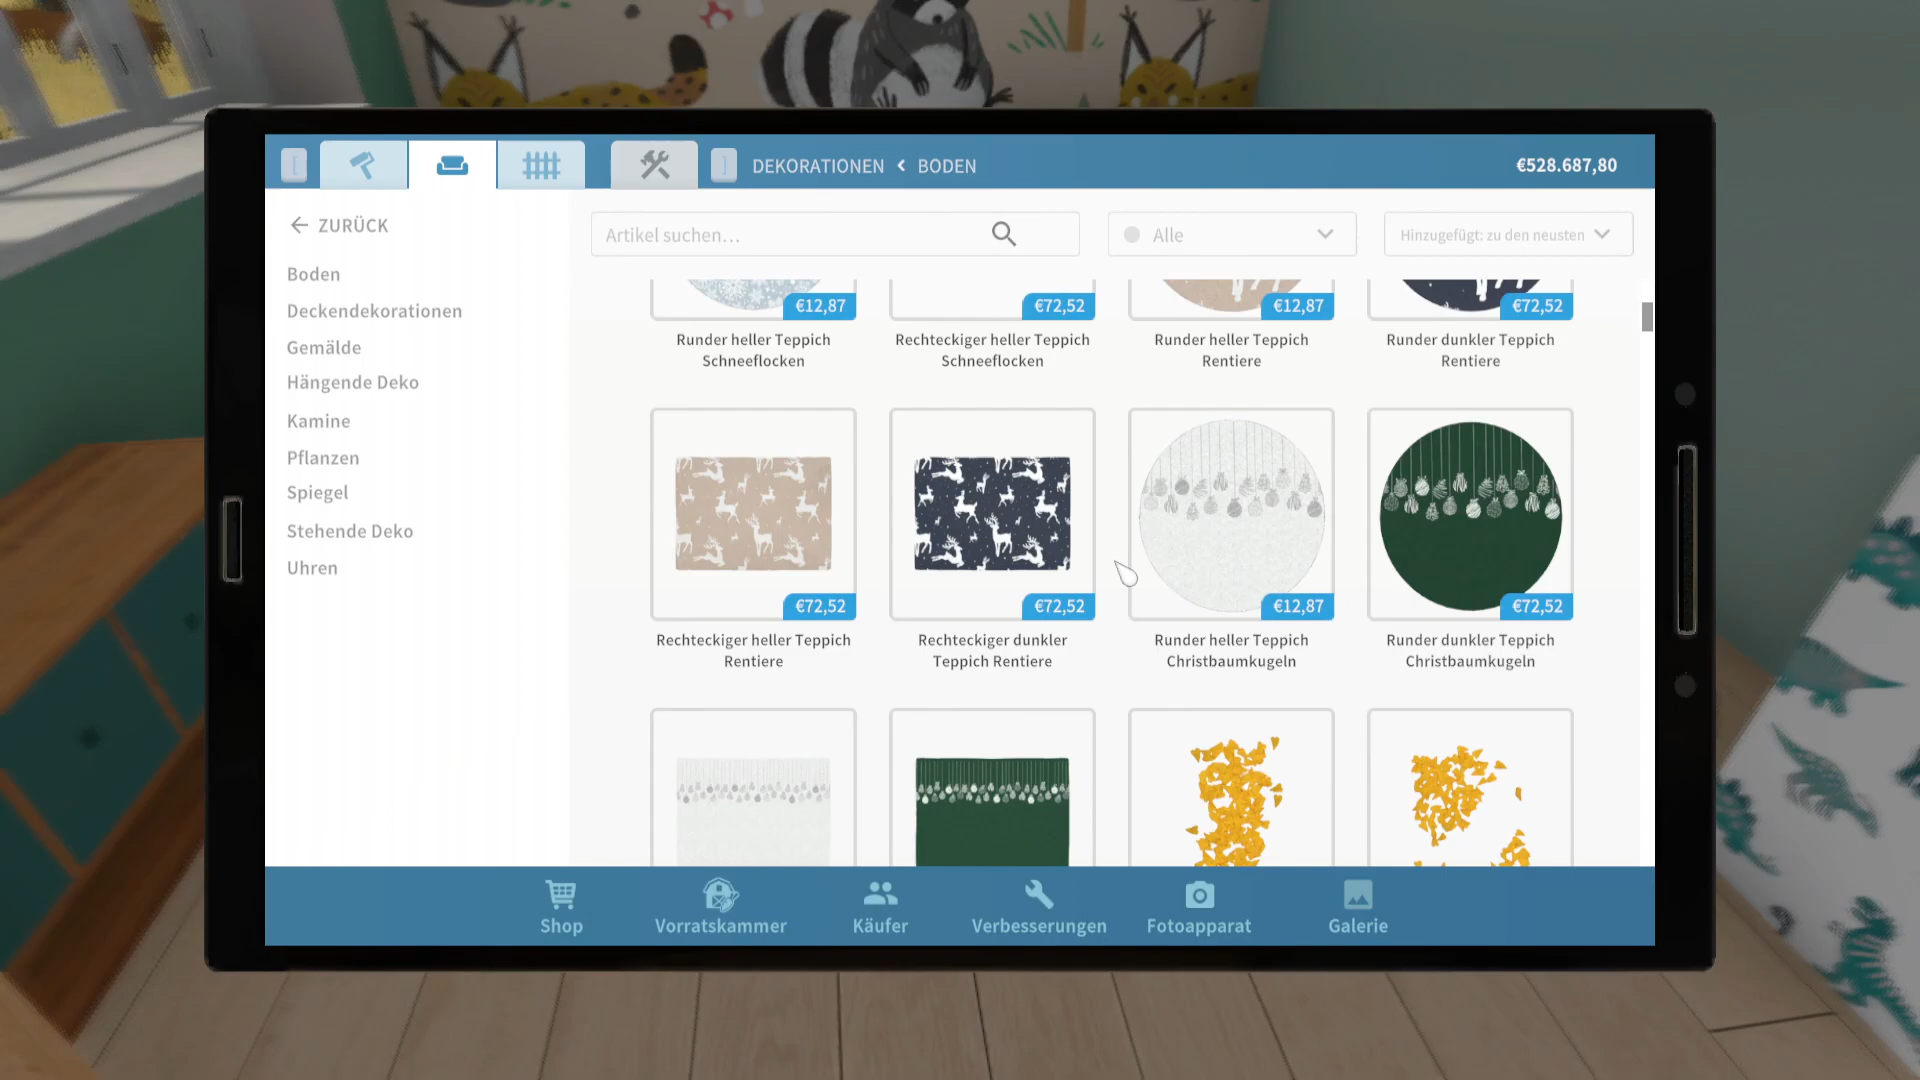 [
]
DEKORATIONEN
BODEN
€528.687,80
ZURÜCK
Boden
Deckendekorationen
Gemälde
Hängende Deko
Kamine
Pflanzen
Spiegel
Stehende Deko
Uhren
Artikel suchen...
Alle
Hinzugefügt: zu den neusten
€12,87
€72,52
€12,87
€72,52
Runder heller Teppich
Schneeflocken
Rechteckiger heller Teppich
Schneeflocken
Runder heller Teppich
Rentiere
Runder dunkler Teppich
Rentiere
€72,52
€72,52
€12,87
€72,52
Rechteckiger heller Teppich
Rentiere
Rechteckiger dunkler
Teppich Rentiere
Runder heller Teppich
Christbaumkugeln
Runder dunkler Teppich
Christbaumkugeln
Shop
Vorratskammer
Käufer
Verbesserungen
Fotoapparat
Galerie